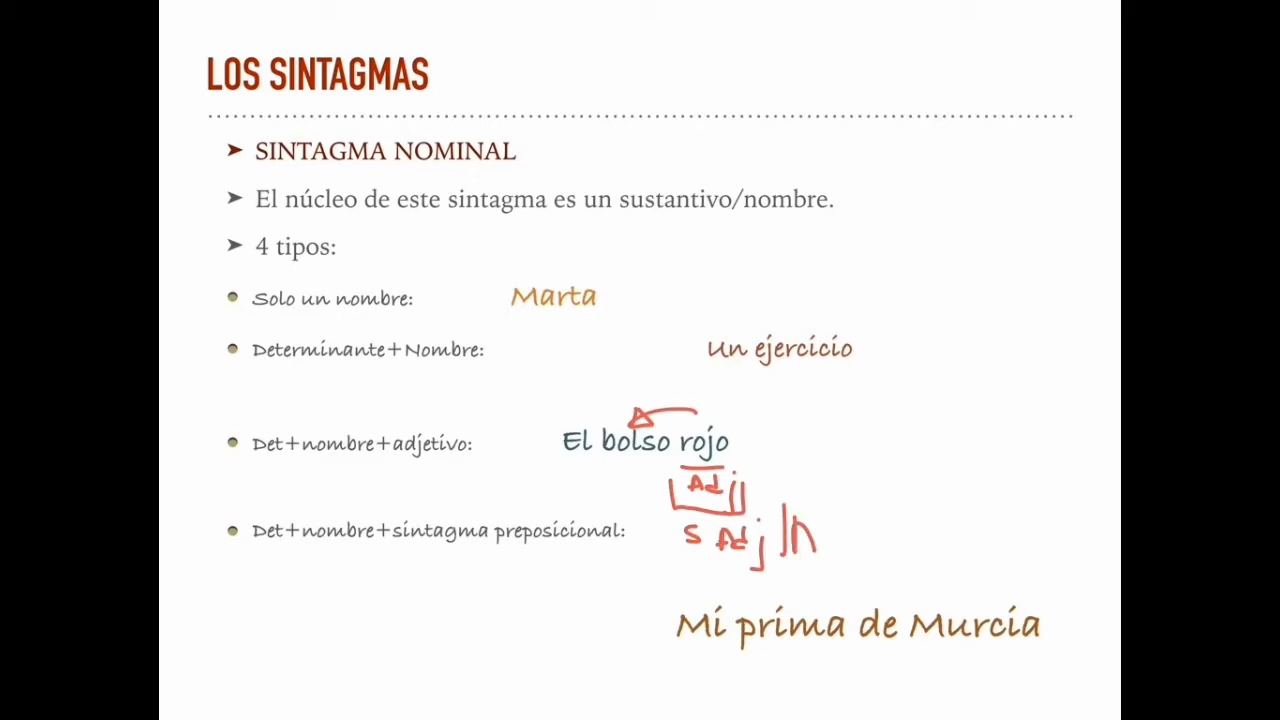 LOS SINTAGMAS
SINTAGMA NOMINAL
El núcleo de este sintagma es un sustantivo/nombre.
4 tipos:
Solo un nombre: Marta
Determinante+Nombre: Un ejercicio
Det+nombre+adjetivo: El bolso rojo
Adj
Det+nombre+sintagma preposicional: S Adj/n
Mi prima de Murcia